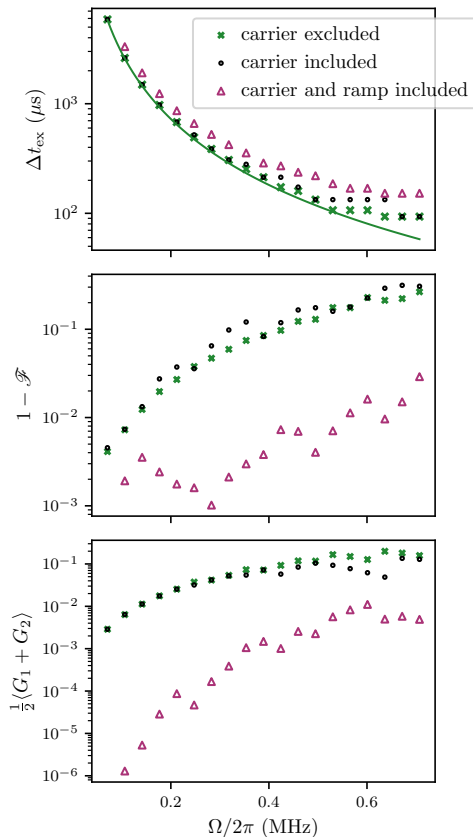 carrier excluded
carrier included
carrier and ramp included
Δt_ex (μs)
10^3
10^2
1 − ℱ
10^−1
10^−2
10^−3
½⟨G_1 + G_2⟩
10^−1
10^−2
10^−3
10^−4
10^−5
10^−6
0.2 0.4 0.6
Ω/2π (MHz)